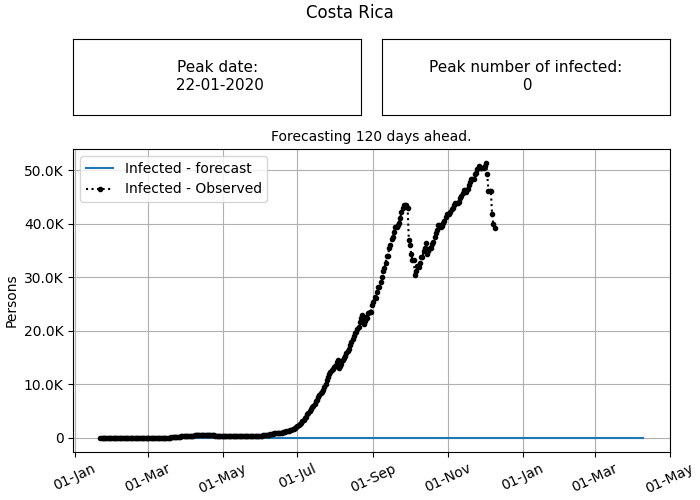 Costa Rica
Peak date:
22-01-2020
Peak number of infected:
0
Forecasting 120 days ahead.
Infected - forecast
Infected - Observed
Persons
50.0K
40.0K
30.0K
20.0K
10.0K
0
01-Jan
01-Mar
01-May
01-Jul
01-Sep
01-Nov
01-Jan
01-Mar
01-May